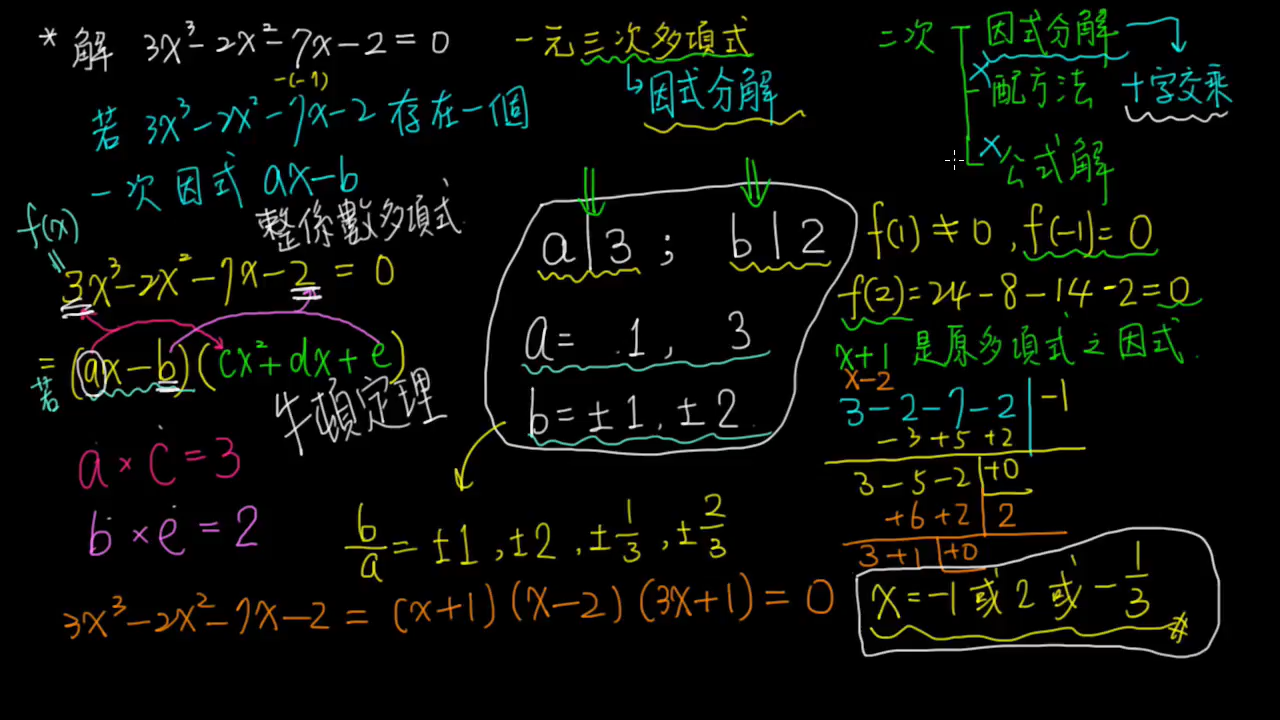 * 解 3x³-2x²-7x-2=0
-(-7)
若 3x³-2x²-7x-2 存在一個
一次因式 ax-b
整係數多項式
f(x)
=
3x³-2x²-7x-2=0
=(ax-b)(cx²+dx+e)
若
牛頓定理
a×c=3
b×e=2
一元三次多項式
↳因式分解
a|3 ; b|2
a= 1, 3
b=±1, ±2
b/a=±1, ±2, ±1/3, ±2/3
3x³-2x²-7x-2=(x+1)(x-2)(3x+1)=0
二次 因式分解
× 配方法 十字交乘
× 公式解
f(1)≠0, f(-1)=0
f(2)=24-8-14-2=0
x+1 是原多項式之因式
x-2
3-2-7-2 | -1
-3+5+2
3-5-2 | +0
+6+2 | 2
3+1 | +0
x=-1或2或-1/3